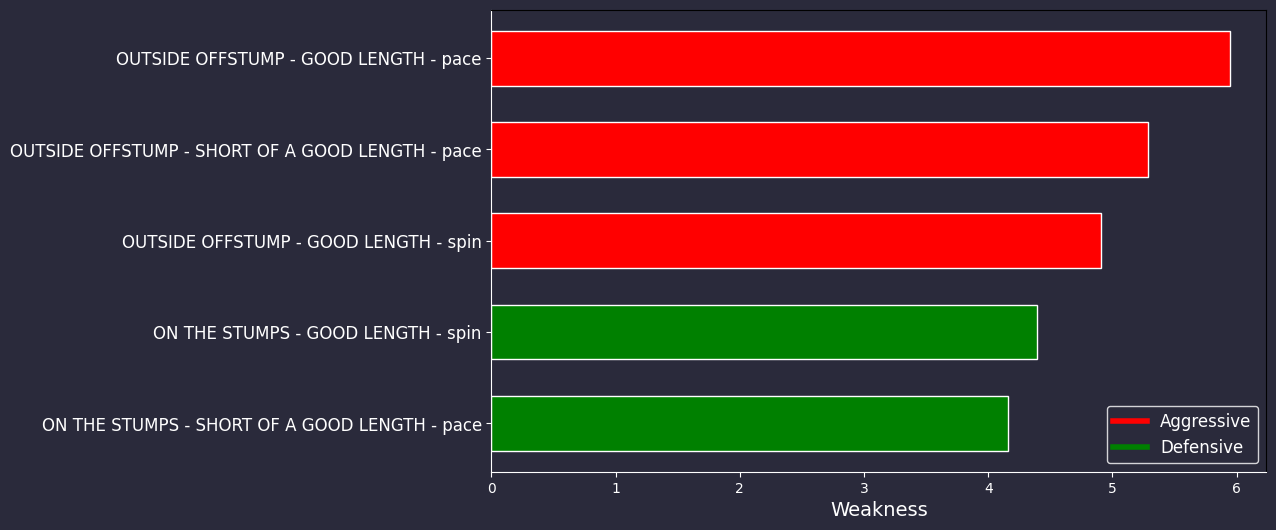 OUTSIDE OFFSTUMP - GOOD LENGTH - pace
OUTSIDE OFFSTUMP - SHORT OF A GOOD LENGTH - pace
OUTSIDE OFFSTUMP - GOOD LENGTH - spin
ON THE STUMPS - GOOD LENGTH - spin
ON THE STUMPS - SHORT OF A GOOD LENGTH - pace
Aggressive
Defensive
0 1 2 3 4 5 6
Weakness